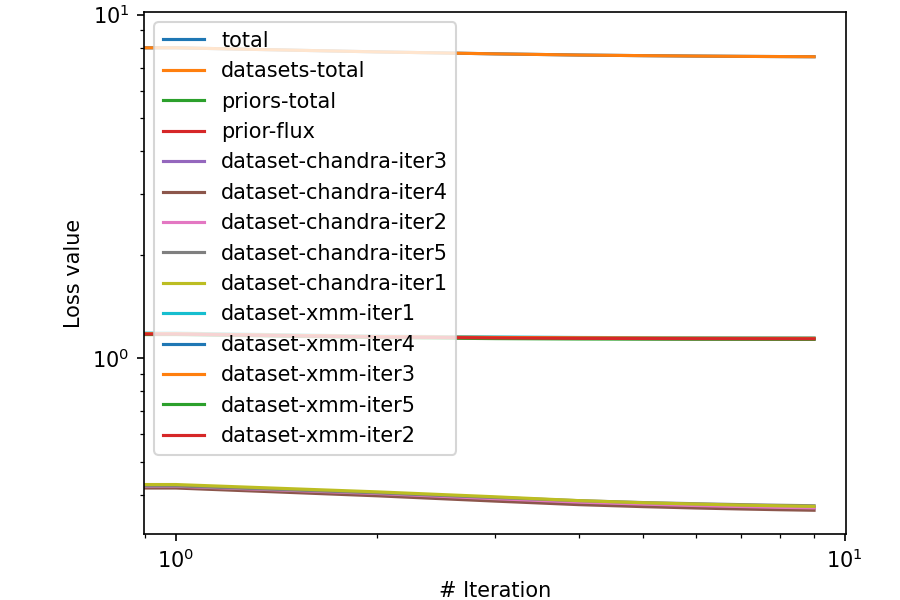 10¹
total
datasets-total
priors-total
prior-flux
dataset-chandra-iter3
dataset-chandra-iter4
dataset-chandra-iter2
dataset-chandra-iter5
dataset-chandra-iter1
dataset-xmm-iter1
dataset-xmm-iter4
dataset-xmm-iter3
dataset-xmm-iter5
dataset-xmm-iter2
Loss value
10⁰
10⁰
10¹
# Iteration